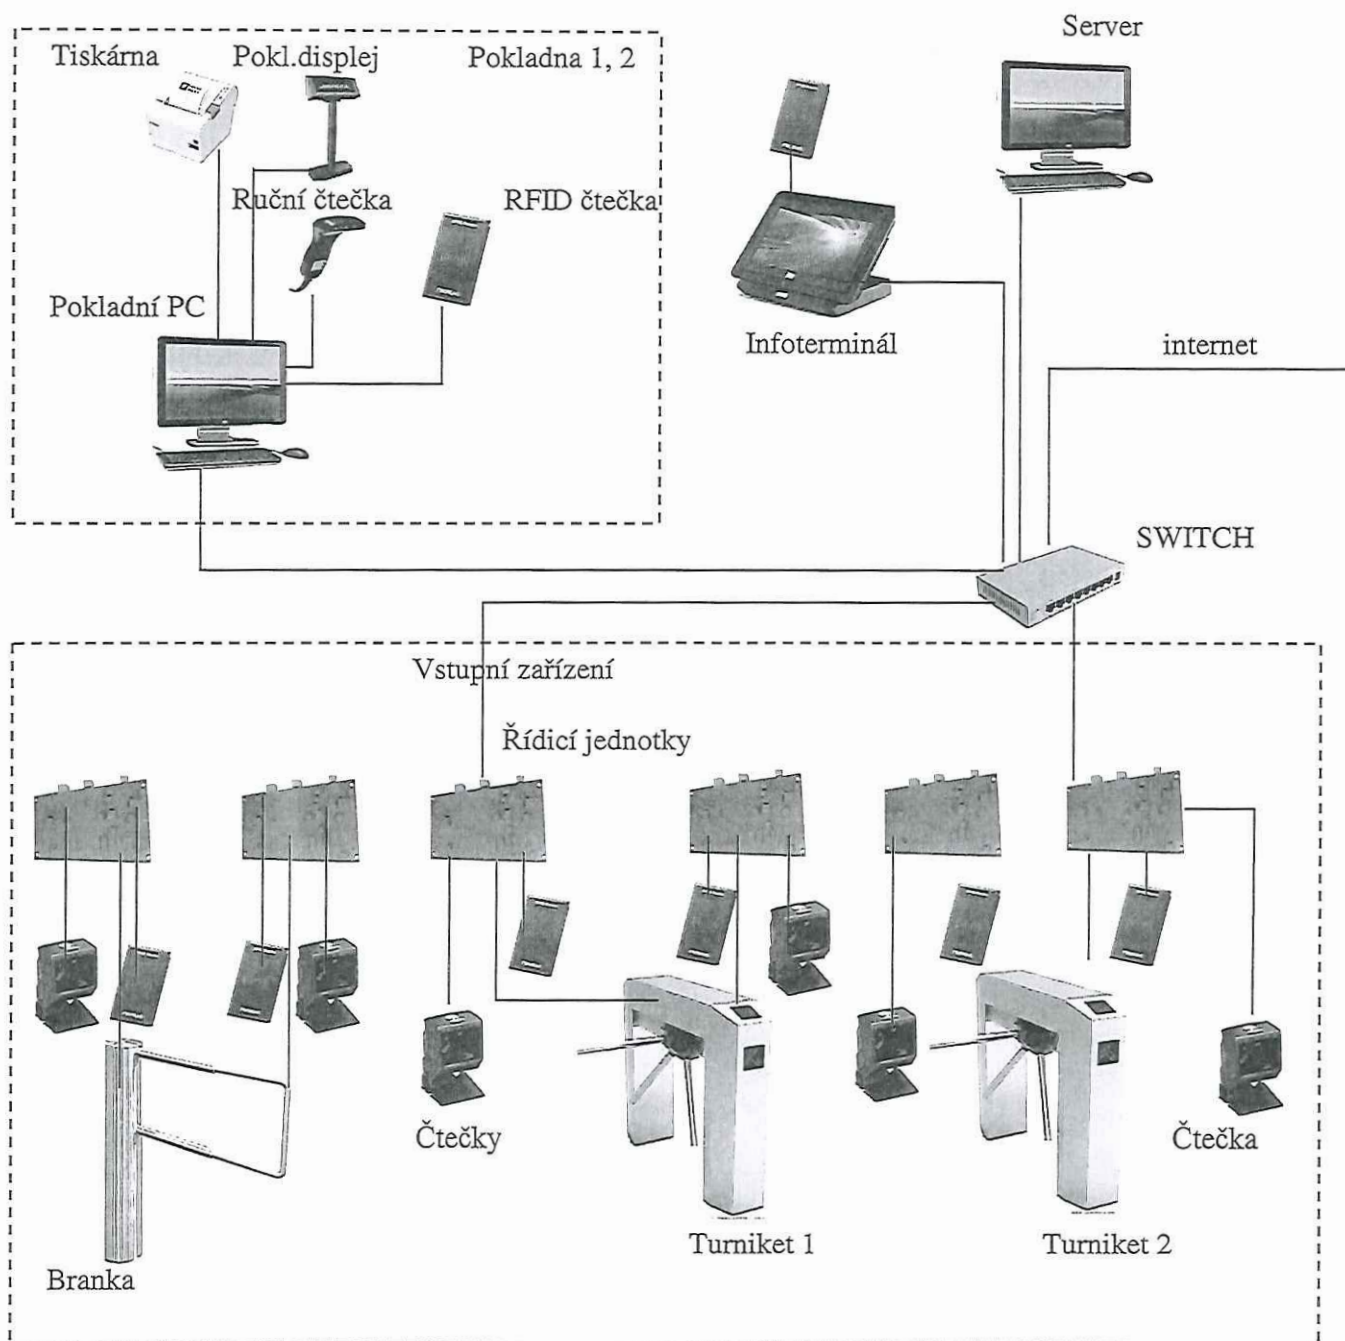 Server
Tiskárna
Pokl.displej
Pokladna 1, 2
Ruční čtečka
RFID čtečka
Pokladní PC
Infoterminál
internet
SWITCH
Vstupní zařízení
Řídicí jednotky
Čtečky
Čtečka
Turniket 1
Turniket 2
Branka